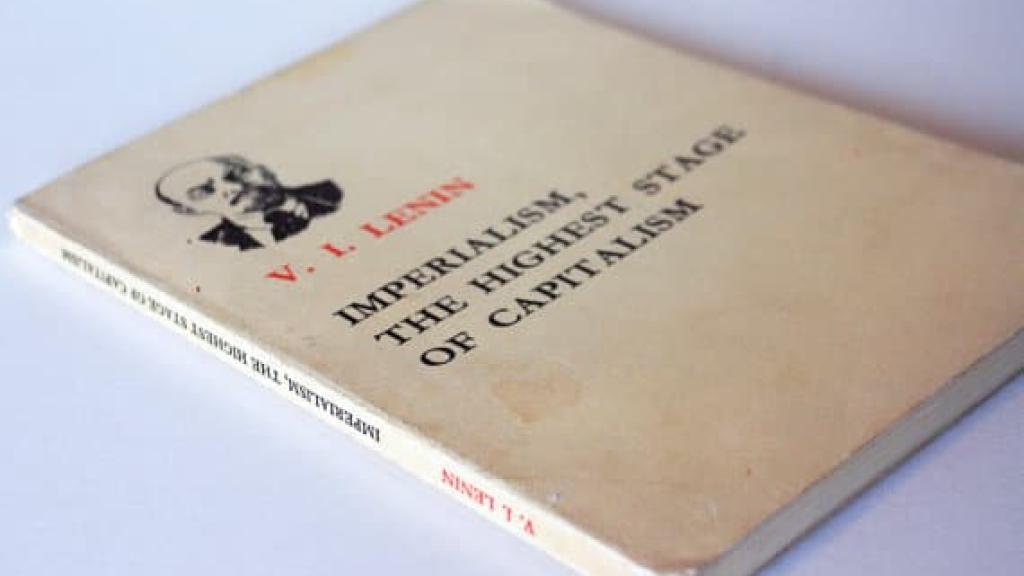 V. I. LENIN
IMPERIALISM,
THE HIGHEST STAGE
OF CAPITALISM
V. I. LENIN
IMPERIALISM, THE HIGHEST STAGE OF CAPITALISM